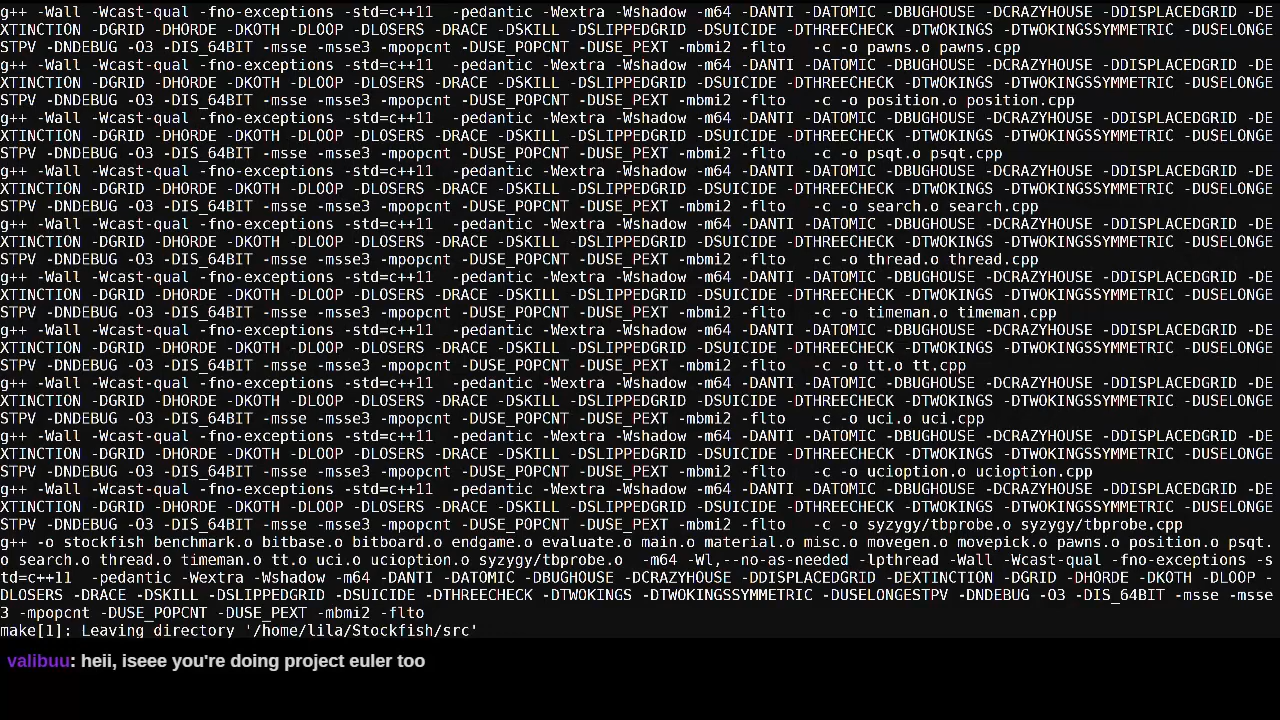 g++ -Wall -Wcast-qual -fno-exceptions -std=c++11  -pedantic -Wextra -Wshadow -m64 -DANTI -DATOMIC -DBUGHOUSE -DCRAZYHOUSE -DDISPLACEDGRID -DE
XTINCTION -DGRID -DHORDE -DKOTH -DLOOP -DLOSERS -DRACE -DSKILL -DSLIPPEDGRID -DSUICIDE -DTHREECHECK -DTWOKINGS -DTWOKINGSSYMMETRIC -DUSELONGE
STPV -DNDEBUG -O3 -DIS_64BIT -msse -msse3 -mpopcnt -DUSE_POPCNT -DUSE_PEXT -mbmi2 -flto   -c -o pawns.o pawns.cpp
g++ -Wall -Wcast-qual -fno-exceptions -std=c++11  -pedantic -Wextra -Wshadow -m64 -DANTI -DATOMIC -DBUGHOUSE -DCRAZYHOUSE -DDISPLACEDGRID -DE
XTINCTION -DGRID -DHORDE -DKOTH -DLOOP -DLOSERS -DRACE -DSKILL -DSLIPPEDGRID -DSUICIDE -DTHREECHECK -DTWOKINGS -DTWOKINGSSYMMETRIC -DUSELONGE
STPV -DNDEBUG -O3 -DIS_64BIT -msse -msse3 -mpopcnt -DUSE_POPCNT -DUSE_PEXT -mbmi2 -flto   -c -o position.o position.cpp
g++ -Wall -Wcast-qual -fno-exceptions -std=c++11  -pedantic -Wextra -Wshadow -m64 -DANTI -DATOMIC -DBUGHOUSE -DCRAZYHOUSE -DDISPLACEDGRID -DE
XTINCTION -DGRID -DHORDE -DKOTH -DLOOP -DLOSERS -DRACE -DSKILL -DSLIPPEDGRID -DSUICIDE -DTHREECHECK -DTWOKINGS -DTWOKINGSSYMMETRIC -DUSELONGE
STPV -DNDEBUG -O3 -DIS_64BIT -msse -msse3 -mpopcnt -DUSE_POPCNT -DUSE_PEXT -mbmi2 -flto   -c -o psqt.o psqt.cpp
g++ -Wall -Wcast-qual -fno-exceptions -std=c++11  -pedantic -Wextra -Wshadow -m64 -DANTI -DATOMIC -DBUGHOUSE -DCRAZYHOUSE -DDISPLACEDGRID -DE
XTINCTION -DGRID -DHORDE -DKOTH -DLOOP -DLOSERS -DRACE -DSKILL -DSLIPPEDGRID -DSUICIDE -DTHREECHECK -DTWOKINGS -DTWOKINGSSYMMETRIC -DUSELONGE
STPV -DNDEBUG -O3 -DIS_64BIT -msse -msse3 -mpopcnt -DUSE_POPCNT -DUSE_PEXT -mbmi2 -flto   -c -o search.o search.cpp
g++ -Wall -Wcast-qual -fno-exceptions -std=c++11  -pedantic -Wextra -Wshadow -m64 -DANTI -DATOMIC -DBUGHOUSE -DCRAZYHOUSE -DDISPLACEDGRID -DE
XTINCTION -DGRID -DHORDE -DKOTH -DLOOP -DLOSERS -DRACE -DSKILL -DSLIPPEDGRID -DSUICIDE -DTHREECHECK -DTWOKINGS -DTWOKINGSSYMMETRIC -DUSELONGE
STPV -DNDEBUG -O3 -DIS_64BIT -msse -msse3 -mpopcnt -DUSE_POPCNT -DUSE_PEXT -mbmi2 -flto   -c -o thread.o thread.cpp
g++ -Wall -Wcast-qual -fno-exceptions -std=c++11  -pedantic -Wextra -Wshadow -m64 -DANTI -DATOMIC -DBUGHOUSE -DCRAZYHOUSE -DDISPLACEDGRID -DE
XTINCTION -DGRID -DHORDE -DKOTH -DLOOP -DLOSERS -DRACE -DSKILL -DSLIPPEDGRID -DSUICIDE -DTHREECHECK -DTWOKINGS -DTWOKINGSSYMMETRIC -DUSELONGE
STPV -DNDEBUG -O3 -DIS_64BIT -msse -msse3 -mpopcnt -DUSE_POPCNT -DUSE_PEXT -mbmi2 -flto   -c -o timeman.o timeman.cpp
g++ -Wall -Wcast-qual -fno-exceptions -std=c++11  -pedantic -Wextra -Wshadow -m64 -DANTI -DATOMIC -DBUGHOUSE -DCRAZYHOUSE -DDISPLACEDGRID -DE
XTINCTION -DGRID -DHORDE -DKOTH -DLOOP -DLOSERS -DRACE -DSKILL -DSLIPPEDGRID -DSUICIDE -DTHREECHECK -DTWOKINGS -DTWOKINGSSYMMETRIC -DUSELONGE
STPV -DNDEBUG -O3 -DIS_64BIT -msse -msse3 -mpopcnt -DUSE_POPCNT -DUSE_PEXT -mbmi2 -flto   -c -o tt.o tt.cpp
g++ -Wall -Wcast-qual -fno-exceptions -std=c++11  -pedantic -Wextra -Wshadow -m64 -DANTI -DATOMIC -DBUGHOUSE -DCRAZYHOUSE -DDISPLACEDGRID -DE
XTINCTION -DGRID -DHORDE -DKOTH -DLOOP -DLOSERS -DRACE -DSKILL -DSLIPPEDGRID -DSUICIDE -DTHREECHECK -DTWOKINGS -DTWOKINGSSYMMETRIC -DUSELONGE
STPV -DNDEBUG -O3 -DIS_64BIT -msse -msse3 -mpopcnt -DUSE_POPCNT -DUSE_PEXT -mbmi2 -flto   -c -o uci.o uci.cpp
g++ -Wall -Wcast-qual -fno-exceptions -std=c++11  -pedantic -Wextra -Wshadow -m64 -DANTI -DATOMIC -DBUGHOUSE -DCRAZYHOUSE -DDISPLACEDGRID -DE
XTINCTION -DGRID -DHORDE -DKOTH -DLOOP -DLOSERS -DRACE -DSKILL -DSLIPPEDGRID -DSUICIDE -DTHREECHECK -DTWOKINGS -DTWOKINGSSYMMETRIC -DUSELONGE
STPV -DNDEBUG -O3 -DIS_64BIT -msse -msse3 -mpopcnt -DUSE_POPCNT -DUSE_PEXT -mbmi2 -flto   -c -o ucioption.o ucioption.cpp
g++ -Wall -Wcast-qual -fno-exceptions -std=c++11  -pedantic -Wextra -Wshadow -m64 -DANTI -DATOMIC -DBUGHOUSE -DCRAZYHOUSE -DDISPLACEDGRID -DE
XTINCTION -DGRID -DHORDE -DKOTH -DLOOP -DLOSERS -DRACE -DSKILL -DSLIPPEDGRID -DSUICIDE -DTHREECHECK -DTWOKINGS -DTWOKINGSSYMMETRIC -DUSELONGE
STPV -DNDEBUG -O3 -DIS_64BIT -msse -msse3 -mpopcnt -DUSE_POPCNT -DUSE_PEXT -mbmi2 -flto   -c -o syzygy/tbprobe.o syzygy/tbprobe.cpp
g++ -o stockfish benchmark.o bitbase.o bitboard.o endgame.o evaluate.o main.o material.o misc.o movegen.o movepick.o pawns.o position.o psqt.
o search.o thread.o timeman.o tt.o uci.o ucioption.o syzygy/tbprobe.o  -m64 -Wl,--no-as-needed -lpthread -Wall -Wcast-qual -fno-exceptions -s
td=c++11  -pedantic -Wextra -Wshadow -m64 -DANTI -DATOMIC -DBUGHOUSE -DCRAZYHOUSE -DDISPLACEDGRID -DEXTINCTION -DGRID -DHORDE -DKOTH -DLOOP -
DLOSERS -DRACE -DSKILL -DSLIPPEDGRID -DSUICIDE -DTHREECHECK -DTWOKINGS -DTWOKINGSSYMMETRIC -DUSELONGESTPV -DNDEBUG -O3 -DIS_64BIT -msse -msse
3 -mpopcnt -DUSE_POPCNT -DUSE_PEXT -mbmi2 -flto
make[1]: Leaving directory '/home/lila/Stockfish/src'
valibuu: heii, iseee you're doing project euler too